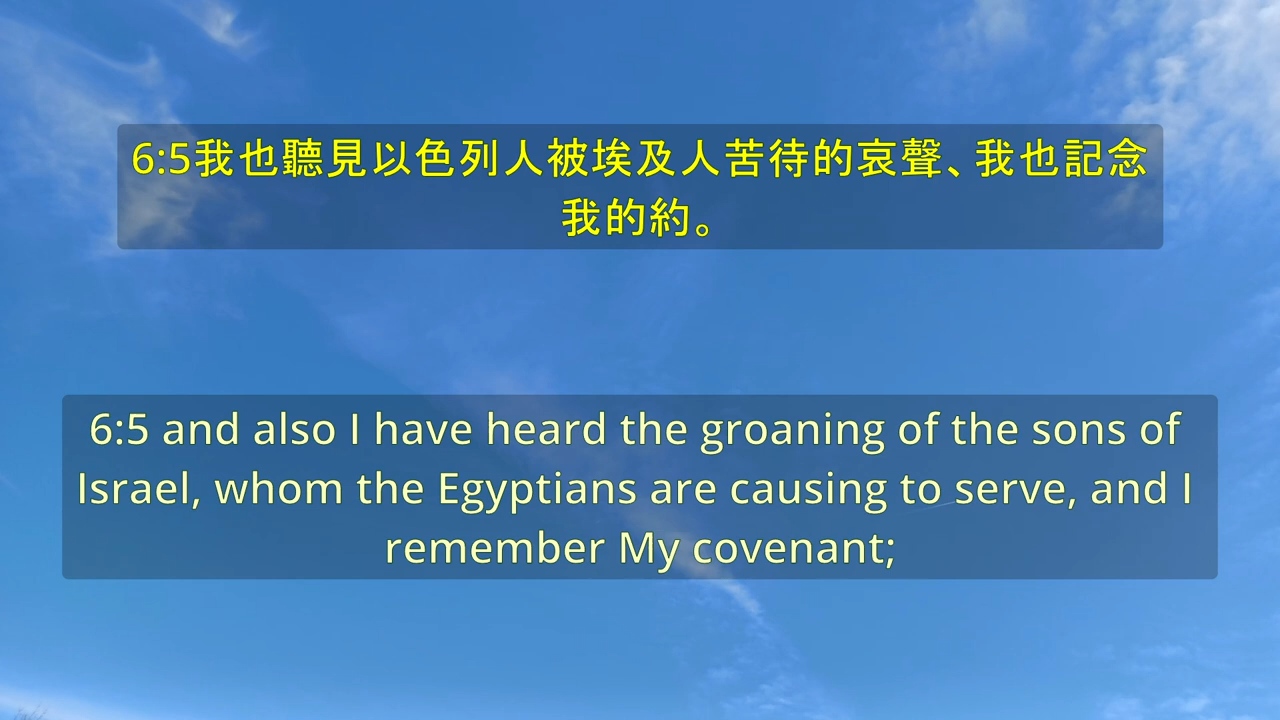 6:5我也聽見以色列人被埃及人苦待的哀聲、我也記念
我的約。
6:5 and also I have heard the groaning of the sons of
Israel, whom the Egyptians are causing to serve, and I
remember My covenant;